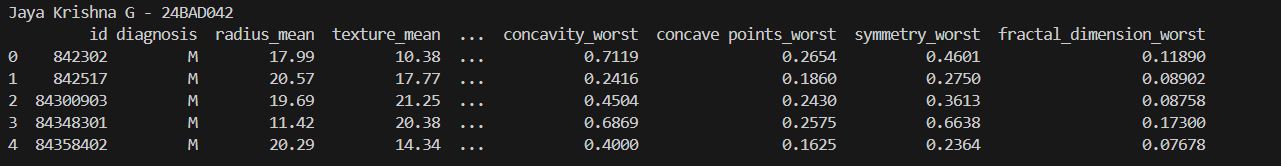 Jaya Krishna G - 24BAD042
id diagnosis radius_mean texture_mean ... concavity_worst concave points_worst symmetry_worst fractal_dimension_worst
0 842302 M 17.99 10.38 ... 0.7119 0.2654 0.4601 0.11890
1 842517 M 20.57 17.77 ... 0.2416 0.1860 0.2750 0.08902
2 84300903 M 19.69 21.25 ... 0.4504 0.2430 0.3613 0.08758
3 84348301 M 11.42 20.38 ... 0.6869 0.2575 0.6638 0.17300
4 84358402 M 20.29 14.34 ... 0.4000 0.1625 0.2364 0.07678